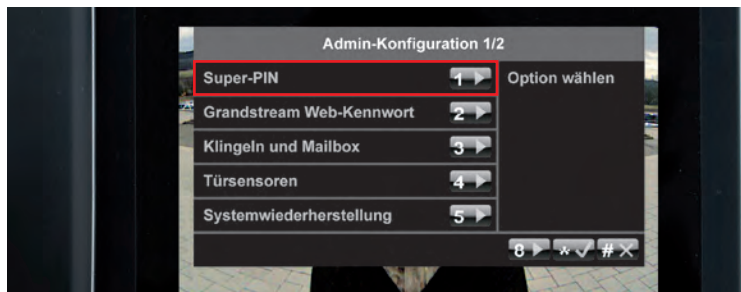 Admin-Konfiguration 1/2
Super-PIN 1 Option wählen
Grandstream Web-Kennwort 2
Klingeln und Mailbox 3
Türsensoren 4
Systemwiederherstellung 5
8 * #